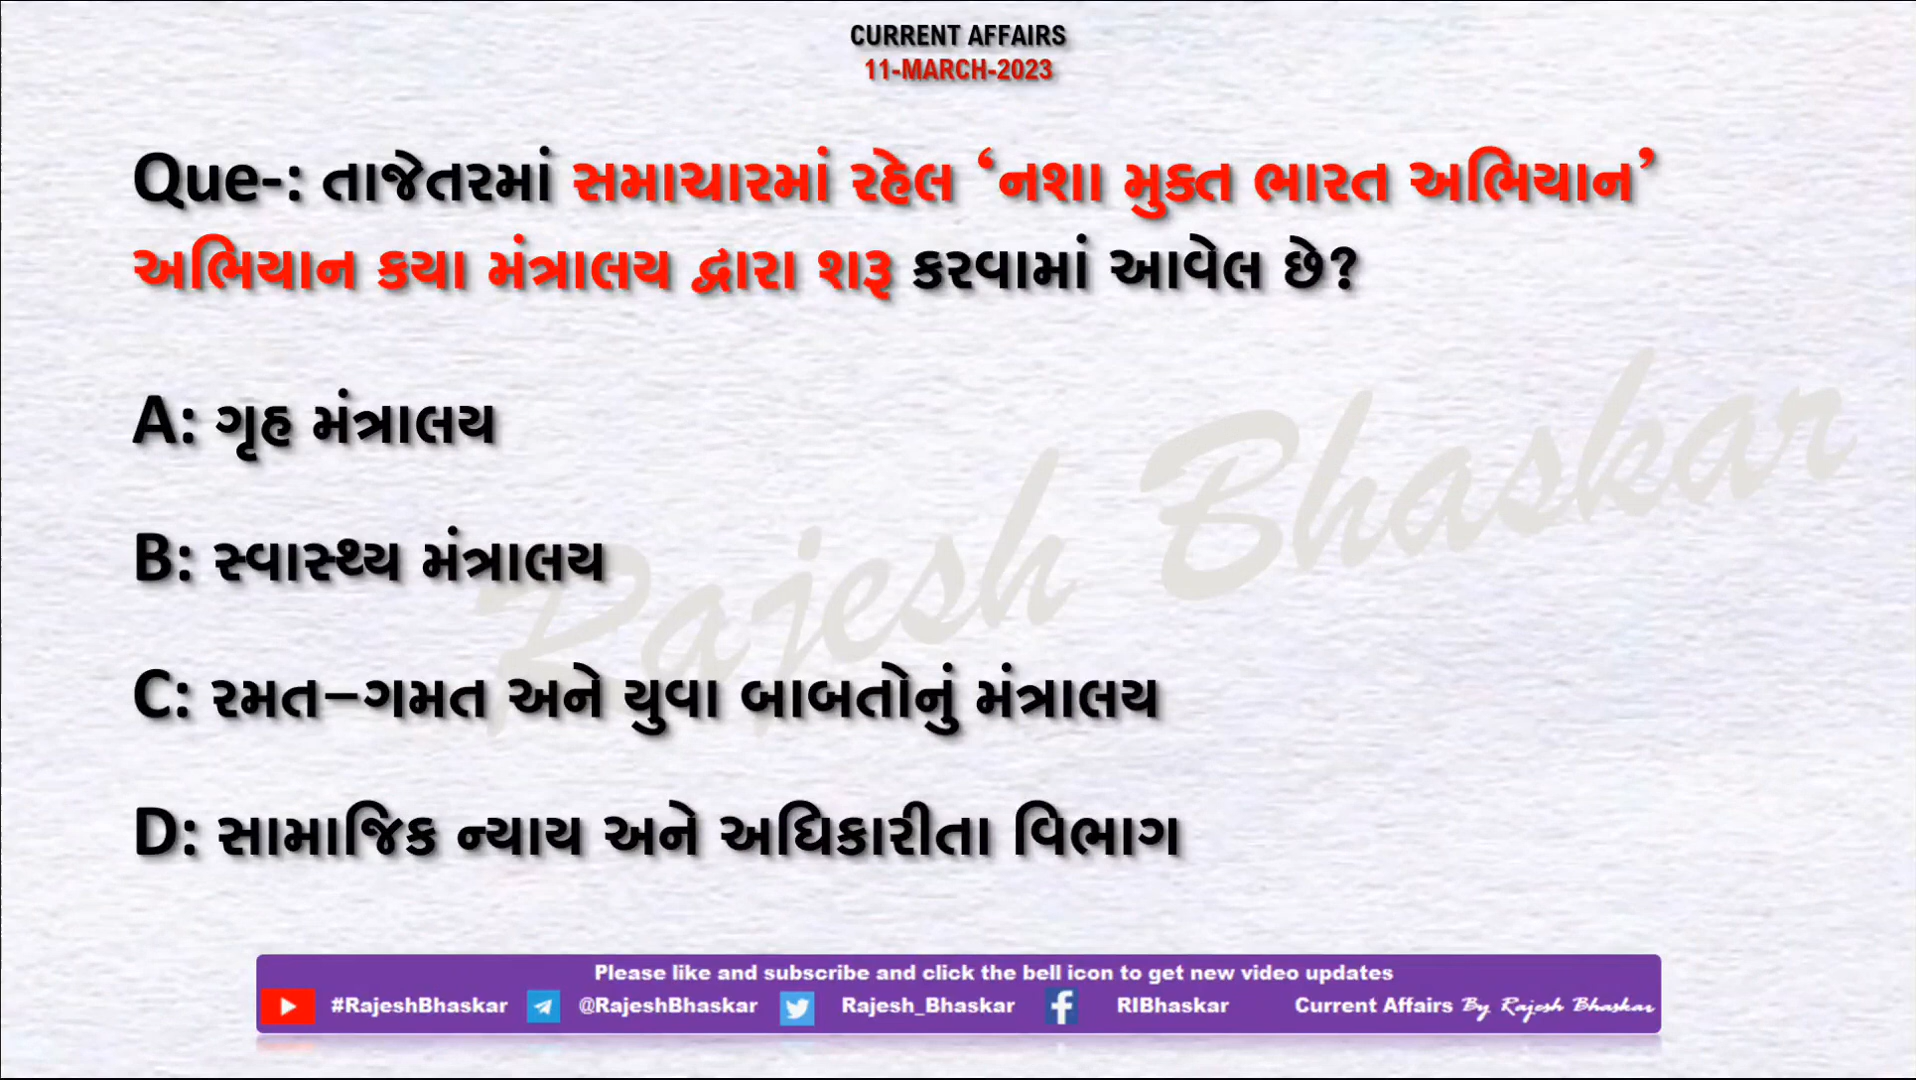 CURRENT AFFAIRS
11-MARCH-2023
Que-: તાજેતરમાં સમાચારમાં રહેલ ‘નશા મુક્ત ભારત અભિયાન’
અભિયાન કયા મંત્રાલય દ્વારા શરૂ કરવામાં આવેલ છે?
A: ગૃહ મંત્રાલય
B: સ્વાસ્થ્ય મંત્રાલય
C: રમત–ગમત અને યુવા બાબતોનું મંત્રાલય
D: સામાજિક ન્યાય અને અધિકારીતા વિભાગ
Rajesh Bhaskar
Please like and subscribe and click the bell icon to get new video updates
#RajeshBhaskar @RajeshBhaskar Rajesh_Bhaskar RIBhaskar Current Affairs By Rajesh Bhaskar